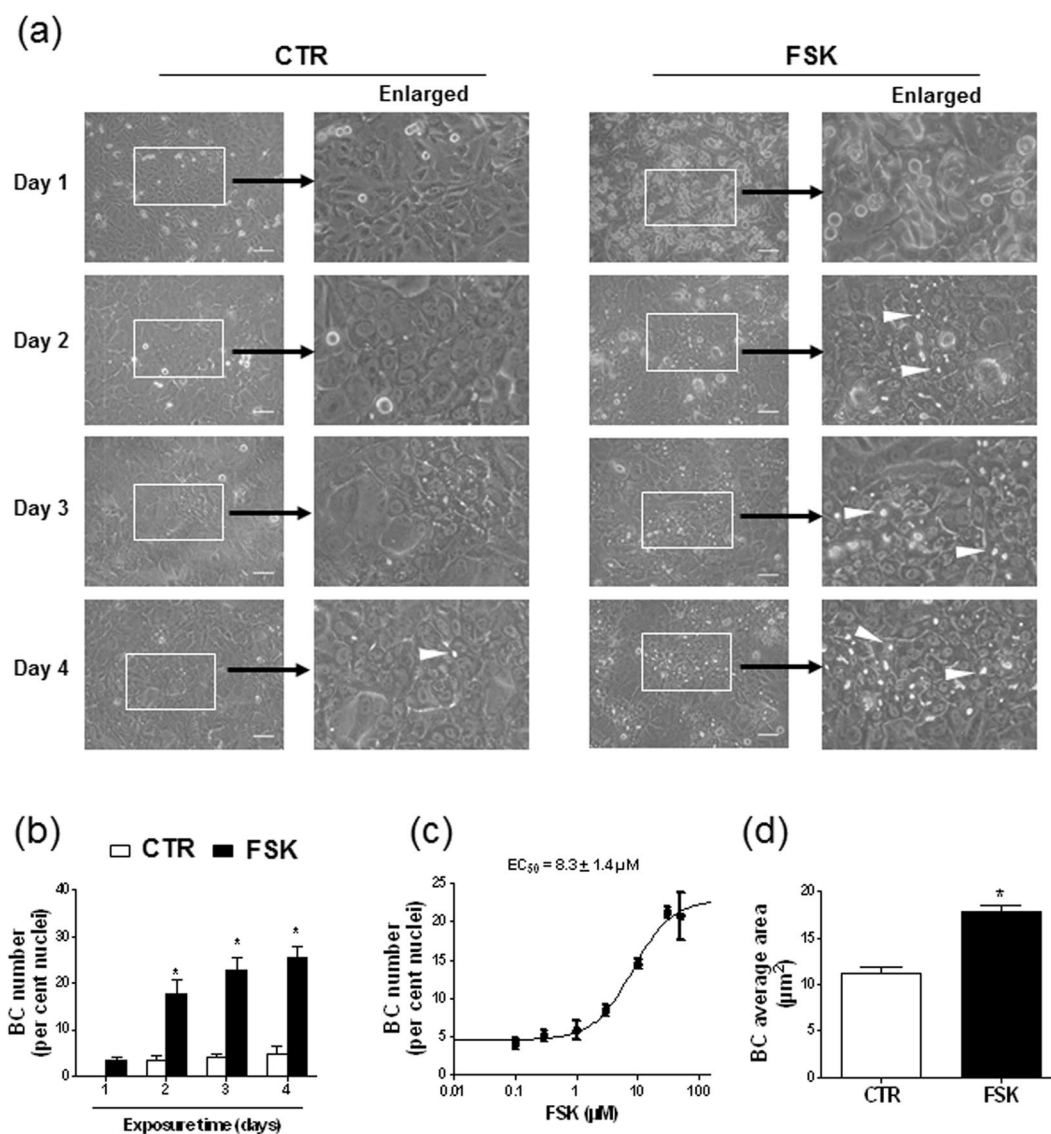 (a)
CTR FSK
Enlarged Enlarged
Day 1
Day 2
Day 3
Day 4
(b)
CTR FSK
BC number
(per cent nuclei)
40
30
20
10
0
1 2 3 4
* * *
Exposure time (days)
(c)
EC50 = 8.3 ± 1.4 µM
BC number
(per cent nuclei)
25
20
15
10
5
0
0.01 0.1 1 10 100
FSK (µM)
(d)
BC average area
(µm²)
20
15
10
5
0
*
CTR FSK